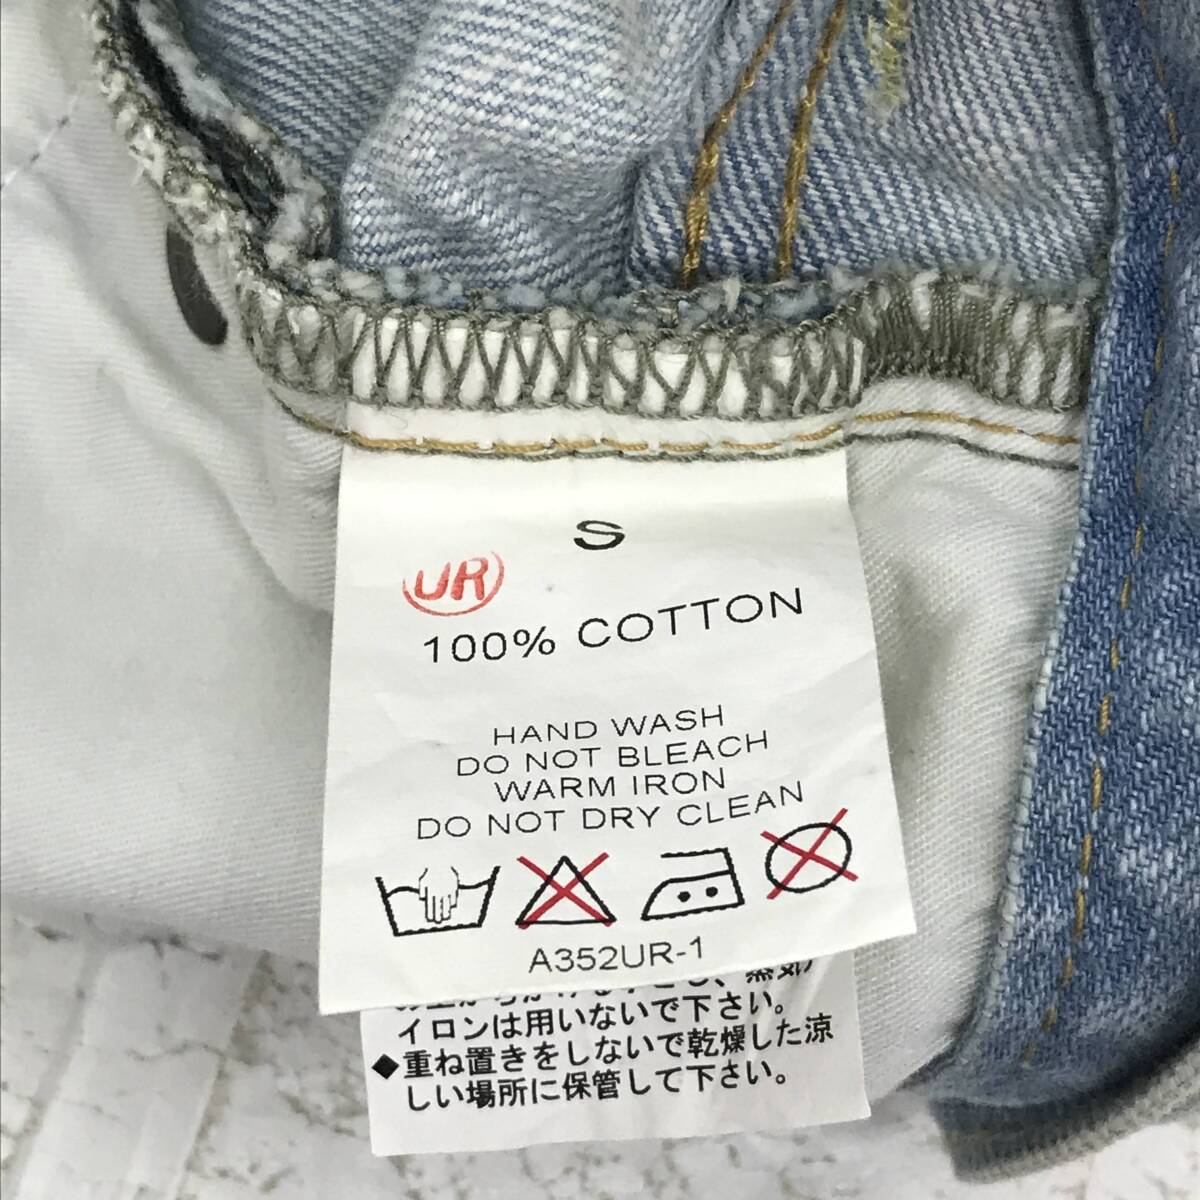 S
UR
100% COTTON
HAND WASH
DO NOT BLEACH
WARM IRON
DO NOT DRY CLEAN
A352UR-1
イロンは用いないで下さい。
◆重ね置きをしないで乾燥した涼
しい場所に保管して下さい。